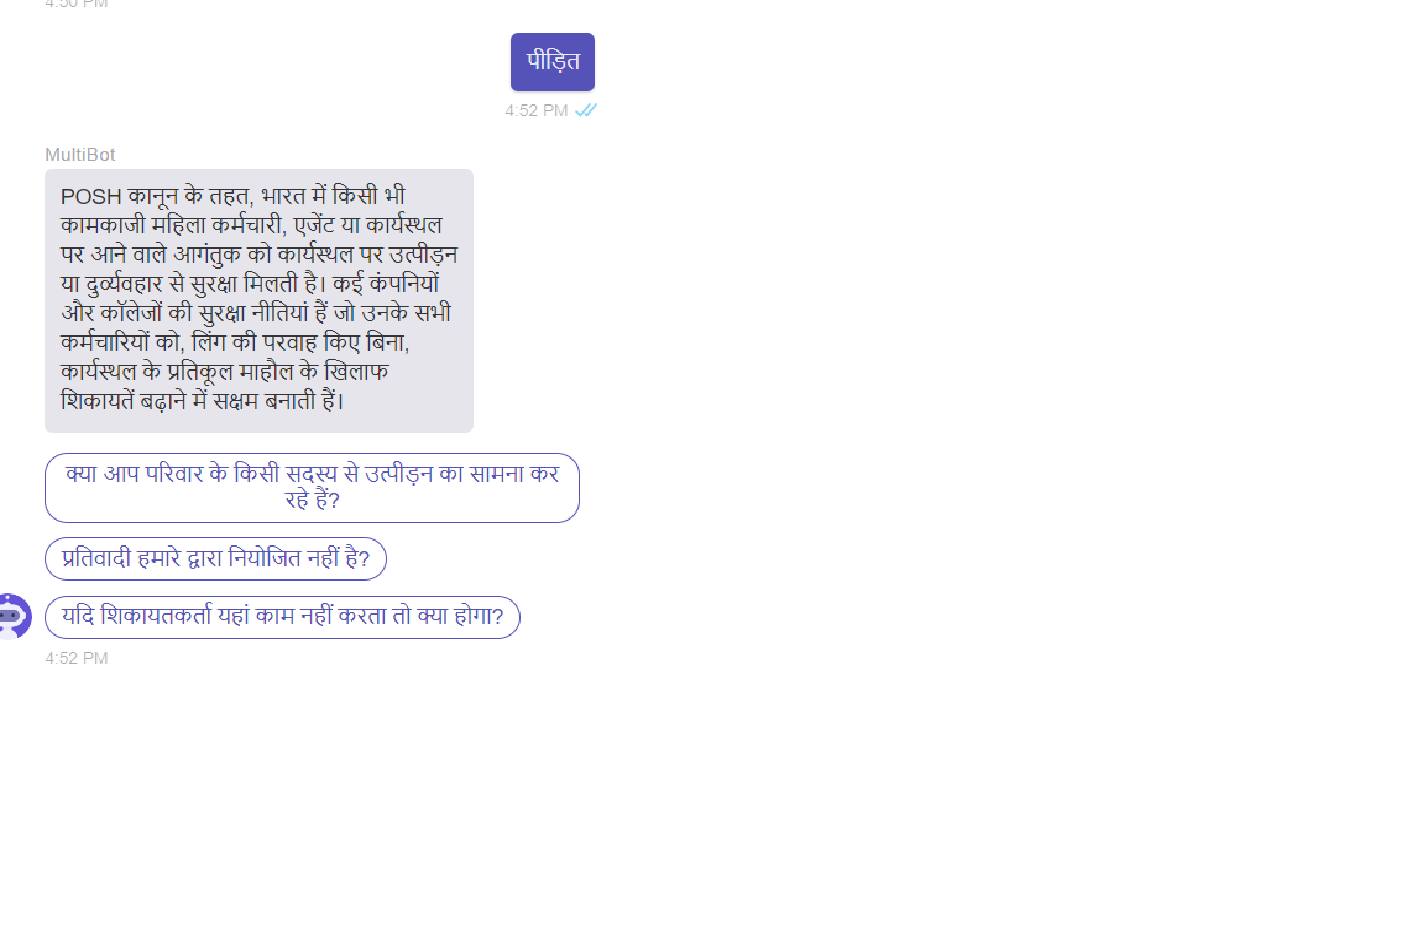 4:50 PM
पीड़ित
4:52 PM
MultiBot
POSH कानून के तहत, भारत में किसी भी
कामकाजी महिला कर्मचारी, एजेंट या कार्यस्थल
पर आने वाले आगंतुक को कार्यस्थल पर उत्पीड़न
या दुर्व्यवहार से सुरक्षा मिलती है। कई कंपनियों
और कॉलेजों की सुरक्षा नीतियां हैं जो उनके सभी
कर्मचारियों को, लिंग की परवाह किए बिना,
कार्यस्थल के प्रतिकूल माहौल के खिलाफ
शिकायतें बढ़ाने में सक्षम बनाती हैं।
क्या आप परिवार के किसी सदस्य से उत्पीड़न का सामना कर
रहे हैं?
प्रतिवादी हमारे द्वारा नियोजित नहीं है?
यदि शिकायतकर्ता यहां काम नहीं करता तो क्या होगा?
4:52 PM